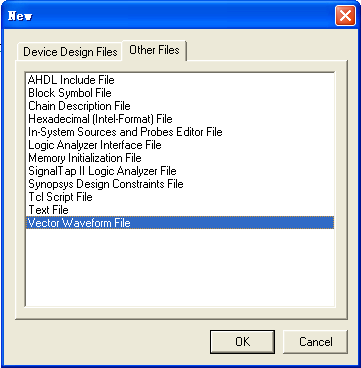 New
Device Design Files Other Files
AHDL Include File
Block Symbol File
Chain Description File
Hexadecimal (Intel-Format) File
In-System Sources and Probes Editor File
Logic Analyzer Interface File
Memory Initialization File
SignalTap II Logic Analyzer File
Synopsys Design Constraints File
Tcl Script File
Text File
Vector Waveform File
OK Cancel